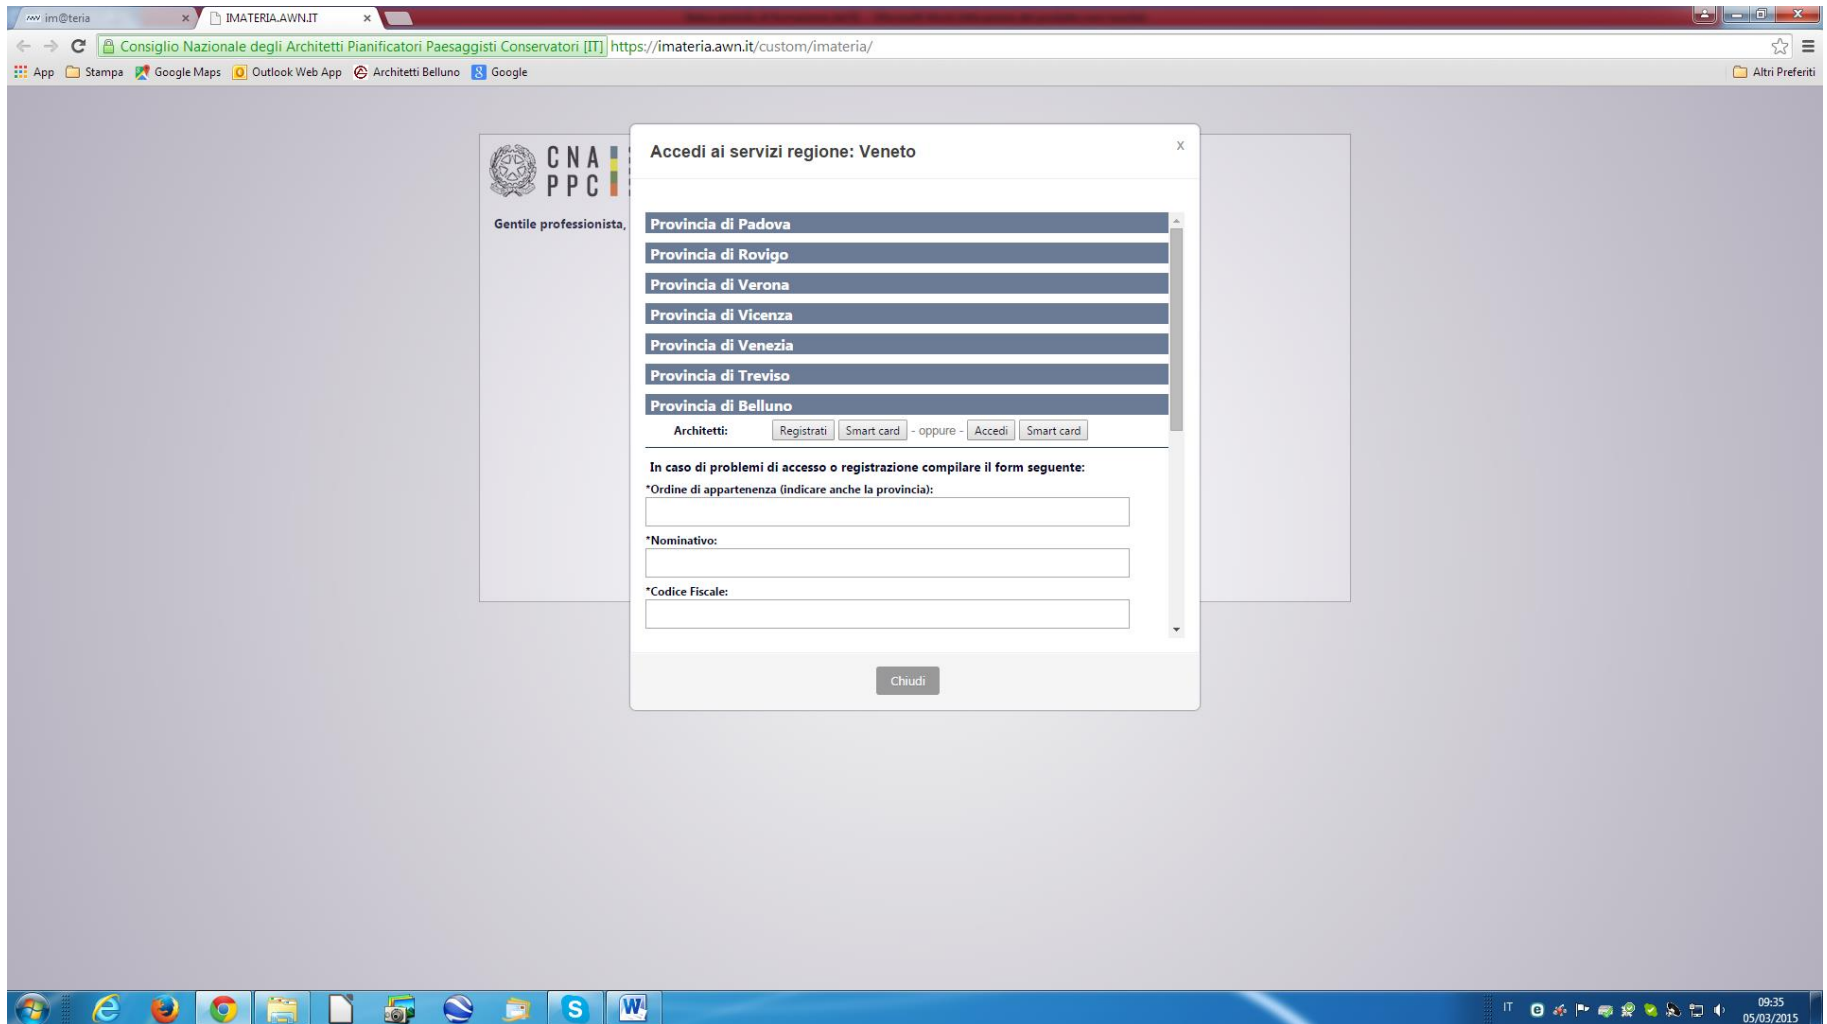 im@teria
IMATERIA.AWN.IT
Consiglio Nazionale degli Architetti Pianificatori Paesaggisti Conservatori [IT] https://imateria.awn.it/custom/imateria/
App Stampa Google Maps Outlook Web App Architetti Belluno Google Altri Preferiti
CNA
PPC
Gentile professionista,
Accedi ai servizi regione: Veneto
x
Provincia di Padova
Provincia di Rovigo
Provincia di Verona
Provincia di Vicenza
Provincia di Venezia
Provincia di Treviso
Provincia di Belluno
Architetti: Registrati Smart card - oppure - Accedi Smart card
In caso di problemi di accesso o registrazione compilare il form seguente:
*Ordine di appartenenza (indicare anche la provincia):
*Nominativo:
*Codice Fiscale:
Chiudi
IT
09:35
05/03/2015